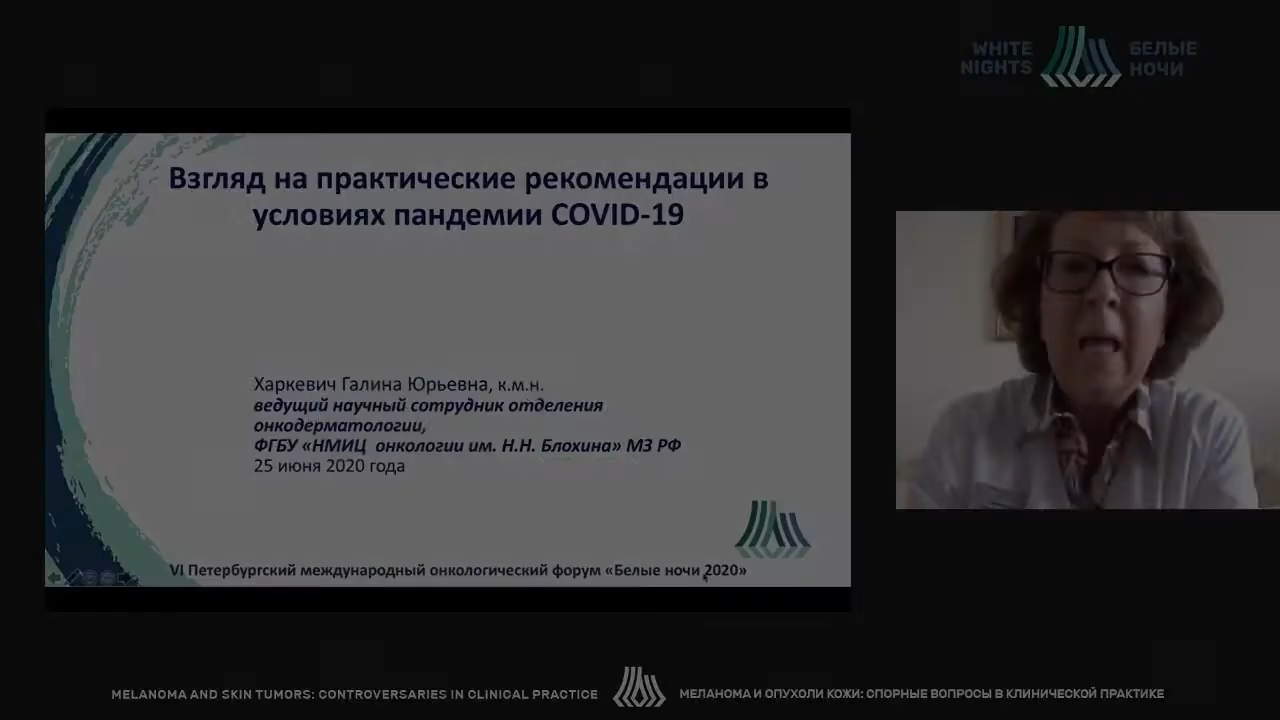 WHITE
NIGHTS
БЕЛЫЕ
НОЧИ
Взгляд на практические рекомендации в
условиях пандемии COVID-19
Харкевич Галина Юрьевна, к.м.н.
ведущий научный сотрудник отделения
онкодерматологии,
ФГБУ «НМИЦ онкологии им. Н.Н. Блохина» МЗ РФ
25 июня 2020 года
VI Петербургский международный онкологический форум «Белые ночи 2020»
MELANOMA AND SKIN TUMORS: CONTROVERSARIES IN CLINICAL PRACTICE
МЕЛАНОМА И ОПУХОЛИ КОЖИ: СПОРНЫЕ ВОПРОСЫ В КЛИНИЧЕСКОЙ ПРАКТИКЕ